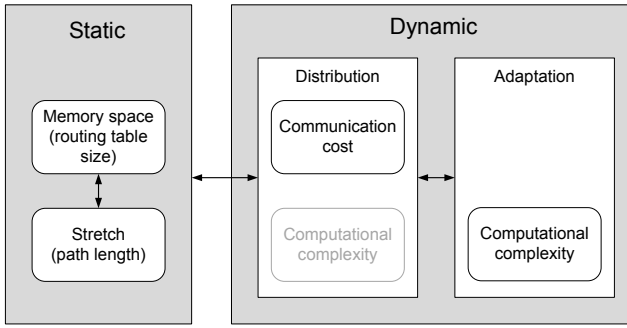 Static
Memory space
(routing table
size)
Stretch
(path length)
Dynamic
Distribution
Communication
cost
Computational
complexity
Adaptation
Computational
complexity